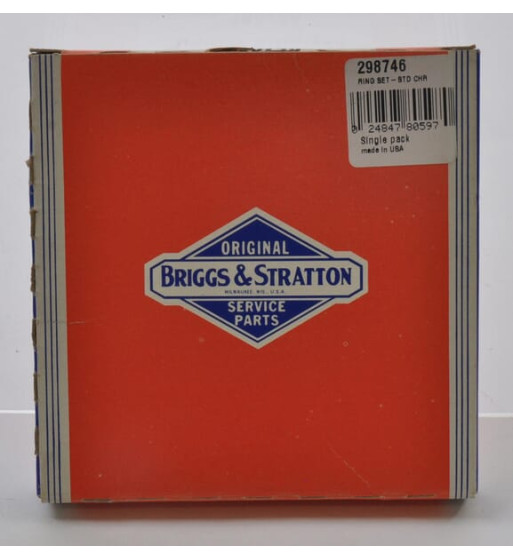 298746
RING SET - STD CHR
0 24847 80597
Single pack
made in USA
ORIGINAL
BRIGGS & STRATTON
MILWAUKEE, WIS., U.S.A.
SERVICE
PARTS